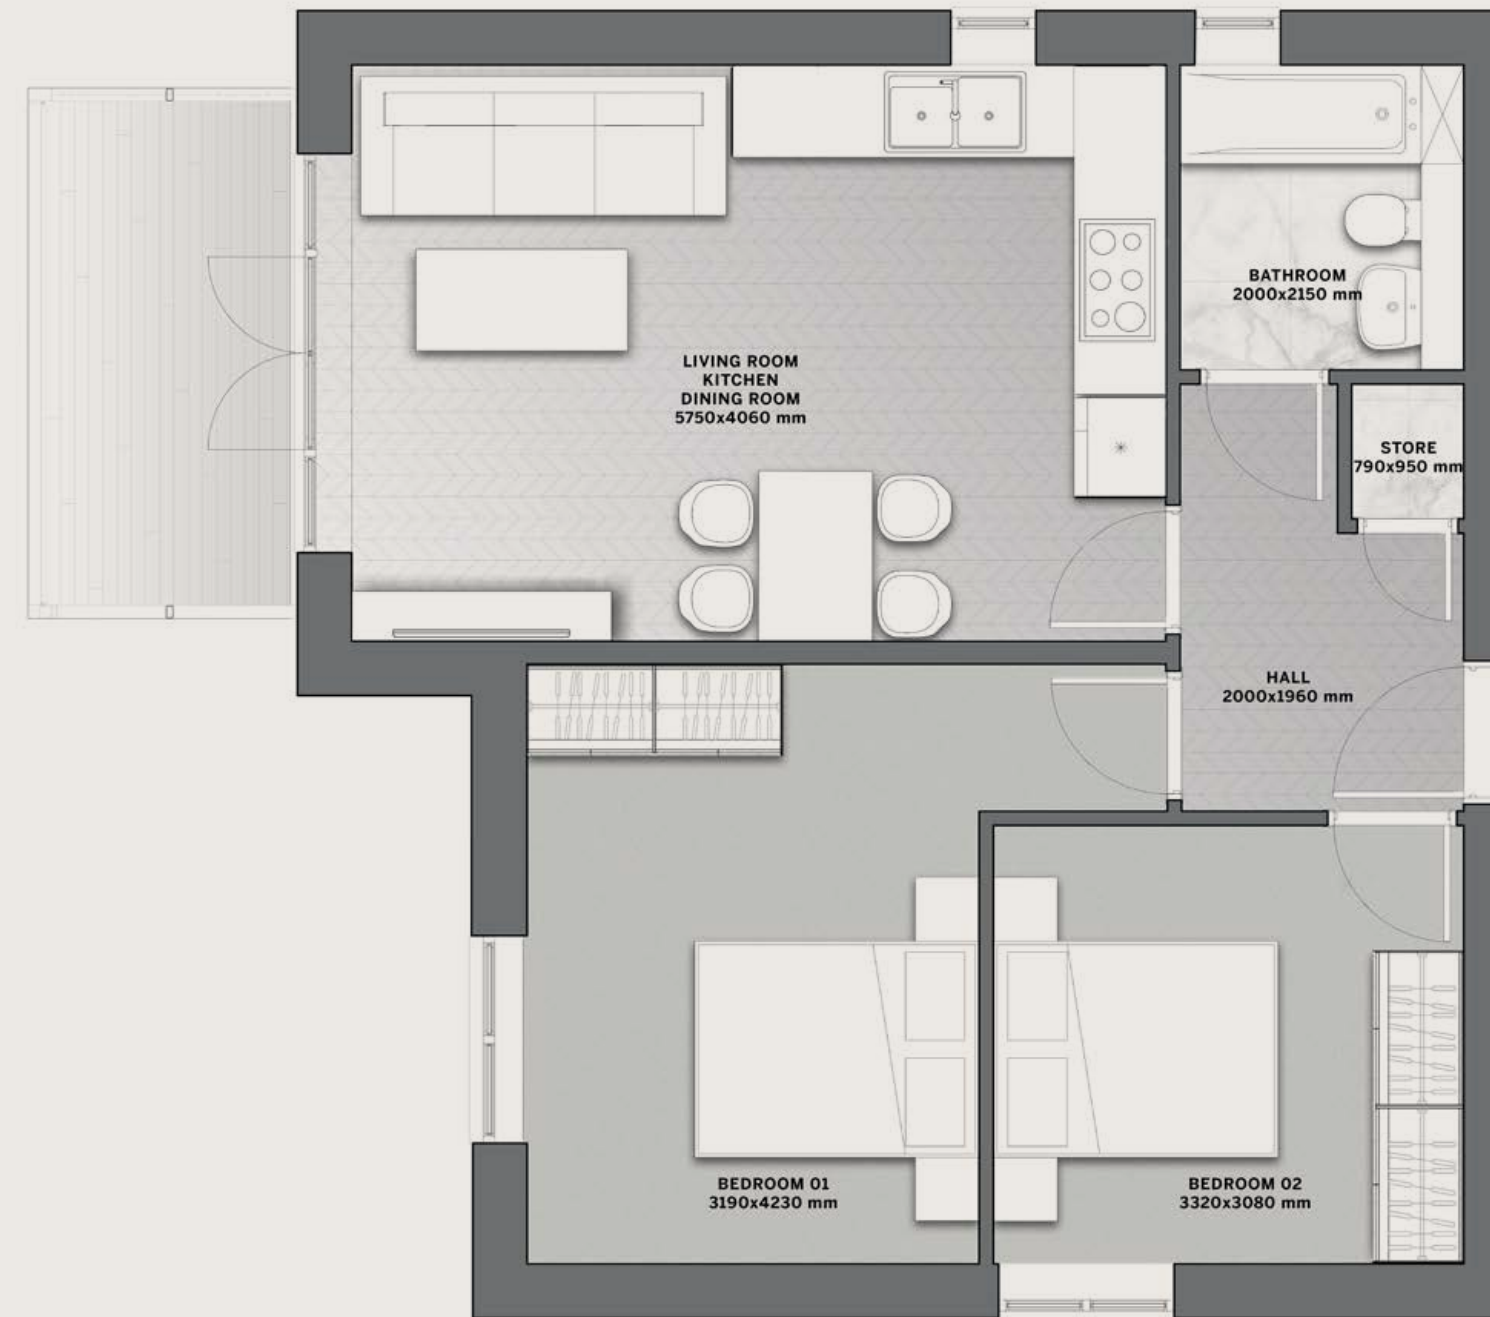 BATHROOM
2000x2150 mm
LIVING ROOM
KITCHEN
DINING ROOM
5750x4060 mm
STORE
790x950 mm
HALL
2000x1960 mm
BEDROOM 01
3190x4230 mm
BEDROOM 02
3320x3080 mm